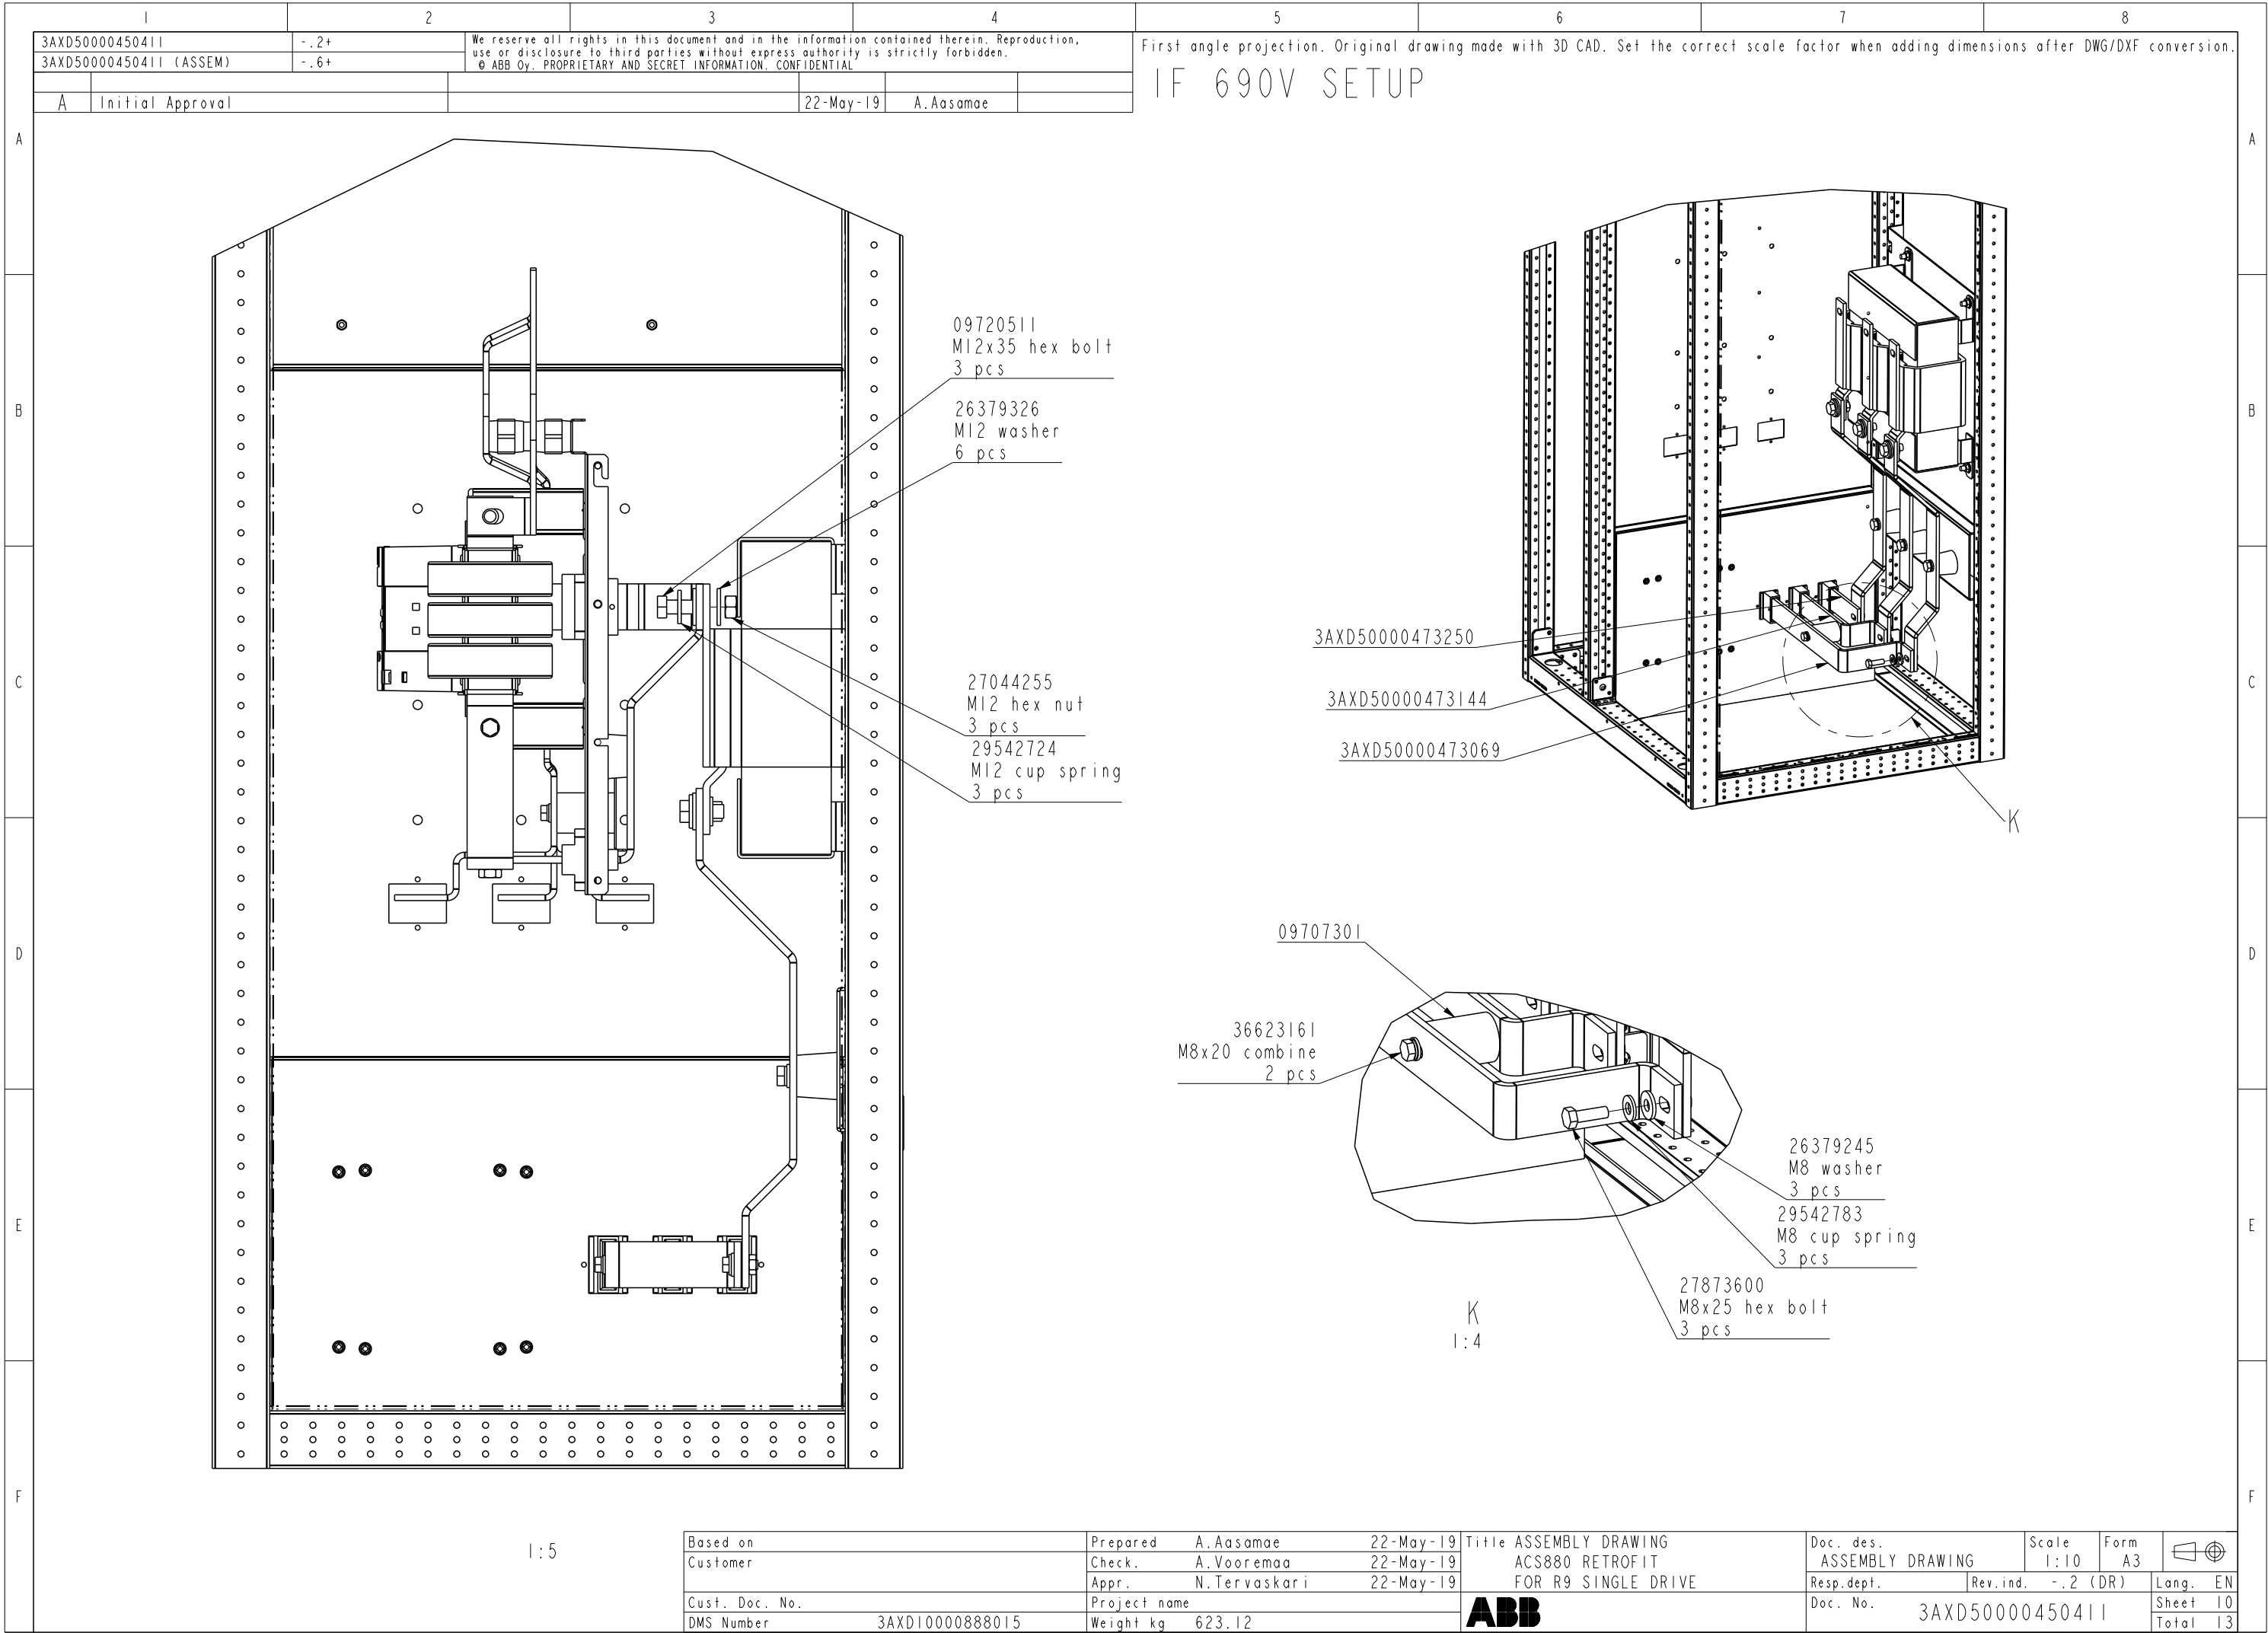 1 2 3 4 5 6 7 8
3AXD50000450411 -.2+
3AXD50000450411 (ASSEM) -.6+
We reserve all rights in this document and in the information contained therein. Reproduction,
use or disclosure to third parties without express authority is strictly forbidden.
© ABB Oy. PROPRIETARY AND SECRET INFORMATION. CONFIDENTIAL
A Initial Approval 22-May-19 A.Aasamae
First angle projection. Original drawing made with 3D CAD. Set the correct scale factor when adding dimensions after DWG/DXF conversion.
IF 690V SETUP
A A
B B
C C
D D
E E
F F
09720511
M12x35 hex bolt
3 pcs
26379326
M12 washer
6 pcs
27044255
M12 hex nut
3 pcs
29542724
M12 cup spring
3 pcs
1:5
3AXD50000473250
3AXD50000473144
3AXD50000473069
K
09707301
36623161
M8x20 combine
2 pcs
26379245
M8 washer
3 pcs
29542783
M8 cup spring
3 pcs
27873600
M8x25 hex bolt
3 pcs
K
1:4
Based on
Customer
Cust. Doc. No.
DMS Number 3AXD10000888015
Prepared A.Aasamae 22-May-19
Check. A.Vooremaa 22-May-19
Appr. N.Tervaskari 22-May-19
Project name
Weight kg 623.12
Title ASSEMBLY DRAWING
ACS880 RETROFIT
FOR R9 SINGLE DRIVE
ABB
Doc. des.
ASSEMBLY DRAWING
Scale
1:10
Form
A3
Resp.dept. Rev.ind. -.2 (DR) Lang. EN
Doc. No. 3AXD50000450411
Sheet 10
Total 13